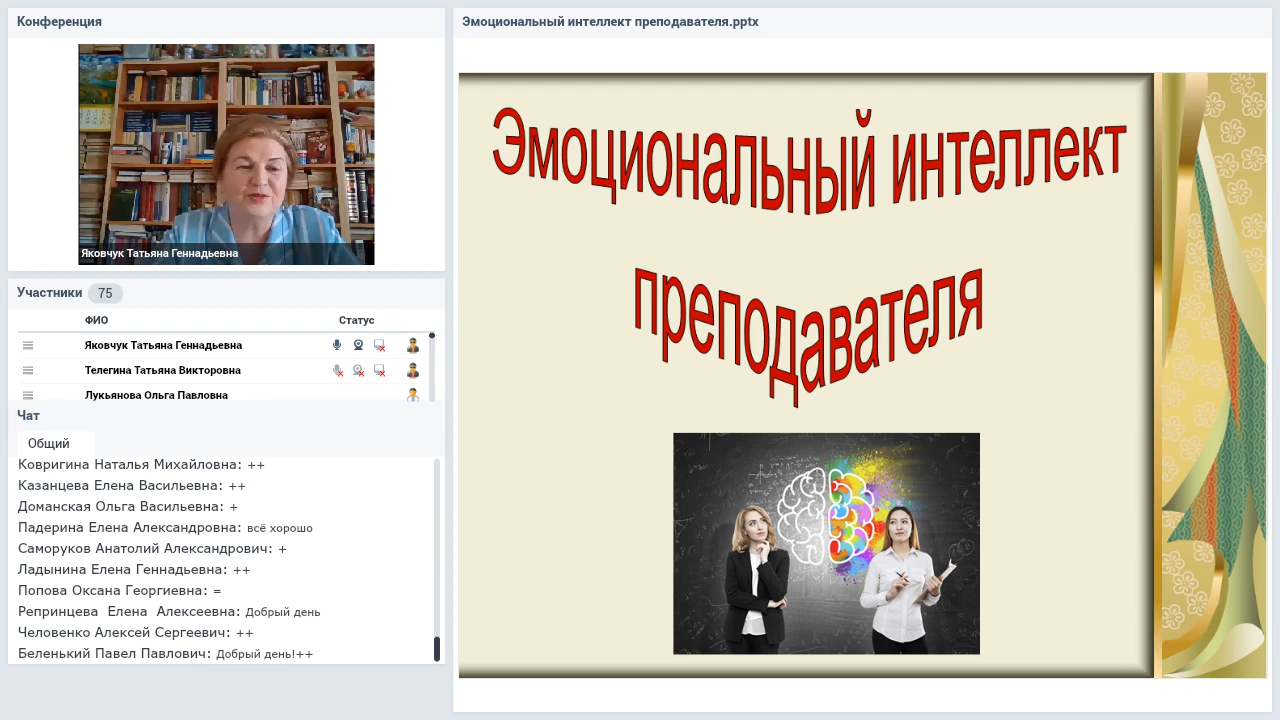 Конференция
Яковчук Татьяна Геннадьевна
Участники 75
ФИО Статус
Яковчук Татьяна Геннадьевна
Телегина Татьяна Викторовна
Лукьянова Ольга Павловна
Чат
Общий
Ковригина Наталья Михайловна: ++
Казанцева Елена Васильевна: ++
Доманская Ольга Васильевна: +
Падерина Елена Александровна: всё хорошо
Саморуков Анатолий Александрович: +
Ладынина Елена Геннадьевна: ++
Попова Оксана Георгиевна: =
Репринцева Елена Алексеевна: Добрый день
Человенко Алексей Сергеевич: ++
Беленький Павел Павлович: Добрый день!++
Эмоциональный интеллект преподавателя.pptx
Эмоциональный интеллект
преподавателя